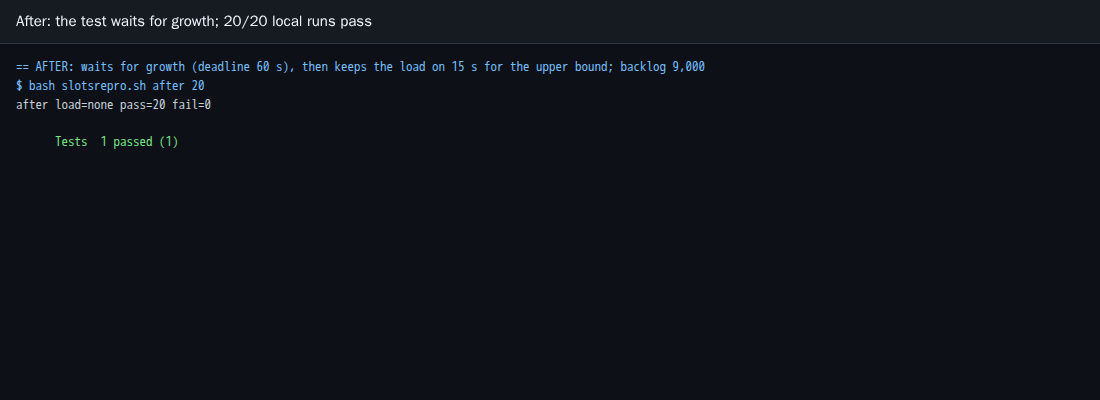 After: the test waits for growth; 20/20 local runs pass
== AFTER: waits for growth (deadline 60 s), then keeps the load on 15 s for the upper bound; backlog 9,000
$ bash slotsrepro.sh after 20
after load=none pass=20 fail=0
Tests  1 passed (1)